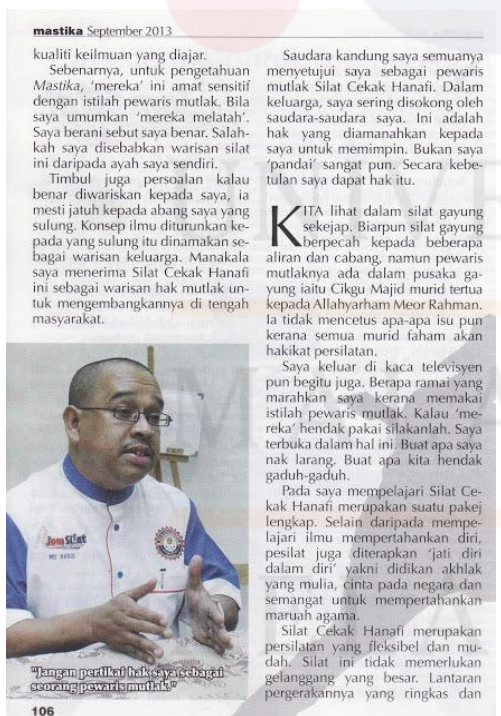 mastika September 2013
kualiti keilmuan yang diajar.
Sebenarnya, untuk pengetahuan
Mastika, 'mereka' ini amat sensitif
dengan istilah pewaris mutlak. Bila
saya umumkan 'mereka melatah'.
Saya berani sebut saya benar. Salah-
kah saya disebabkan warisan silat
ini daripada ayah saya sendiri.
Timbul juga persoalan kalau
benar diwariskan kepada saya, ia
mesti jatuh kepada abang saya yang
sulung. Konsep ilmu diturunkan ke-
pada yang sulung itu dinamakan se-
bagai warisan keluarga. Manakala
saya menerima Silat Cekak Hanafi
ini sebagai warisan hak mutlak un-
tuk mengembangkannya di tengah
masyarakat.
Jom Silat
MD RADZI
"Jangan pertikai hak saya sebagai
seorang pewaris mutlak."
106
Saudara kandung saya semuanya
menyetujui saya sebagai pewaris
mutlak Silat Cekak Hanafi. Dalam
keluarga, saya sering disokong oleh
saudara-saudara saya. Ini adalah
hak yang diamanahkan kepada
saya untuk memimpin. Bukan saya
'pandai' sangat pun. Secara kebe-
tulan saya dapat hak itu.
KITA lihat dalam silat gayung
sekejap. Biarpun silat gayung
berpecah kepada beberapa
aliran dan cabang, namun pewaris
mutlaknya ada dalam pusaka ga-
yung iaitu Cikgu Majid murid tertua
kepada Allahyarham Meor Rahman.
Ia tidak mencetus apa-apa isu pun
kerana semua murid faham akan
hakikat persilatan.
Saya keluar di kaca televisyen
pun begitu juga. Berapa ramai yang
marahkan saya kerana memakai
istilah pewaris mutlak. Kalau 'me-
reka' hendak pakai silakanlah. Saya
terbuka dalam hal ini. Buat apa saya
nak larang. Buat apa kita hendak
gaduh-gaduh.
Pada saya mempelajari Silat Ce-
kak Hanafi merupakan suatu pakej
lengkap. Selain daripada mempe-
lajari ilmu mempertahankan diri,
pesilat juga diterapkan 'jati diri
dalam diri' yakni didikan akhlak
yang mulia, cinta pada negara dan
semangat untuk mempertahankan
maruah agama.
Silat Cekak Hanafi merupakan
persilatan yang fleksibel dan mu-
dah. Silat ini tidak memerlukan
gelanggang yang besar. Lantaran
pergerakannya yang ringkas dan